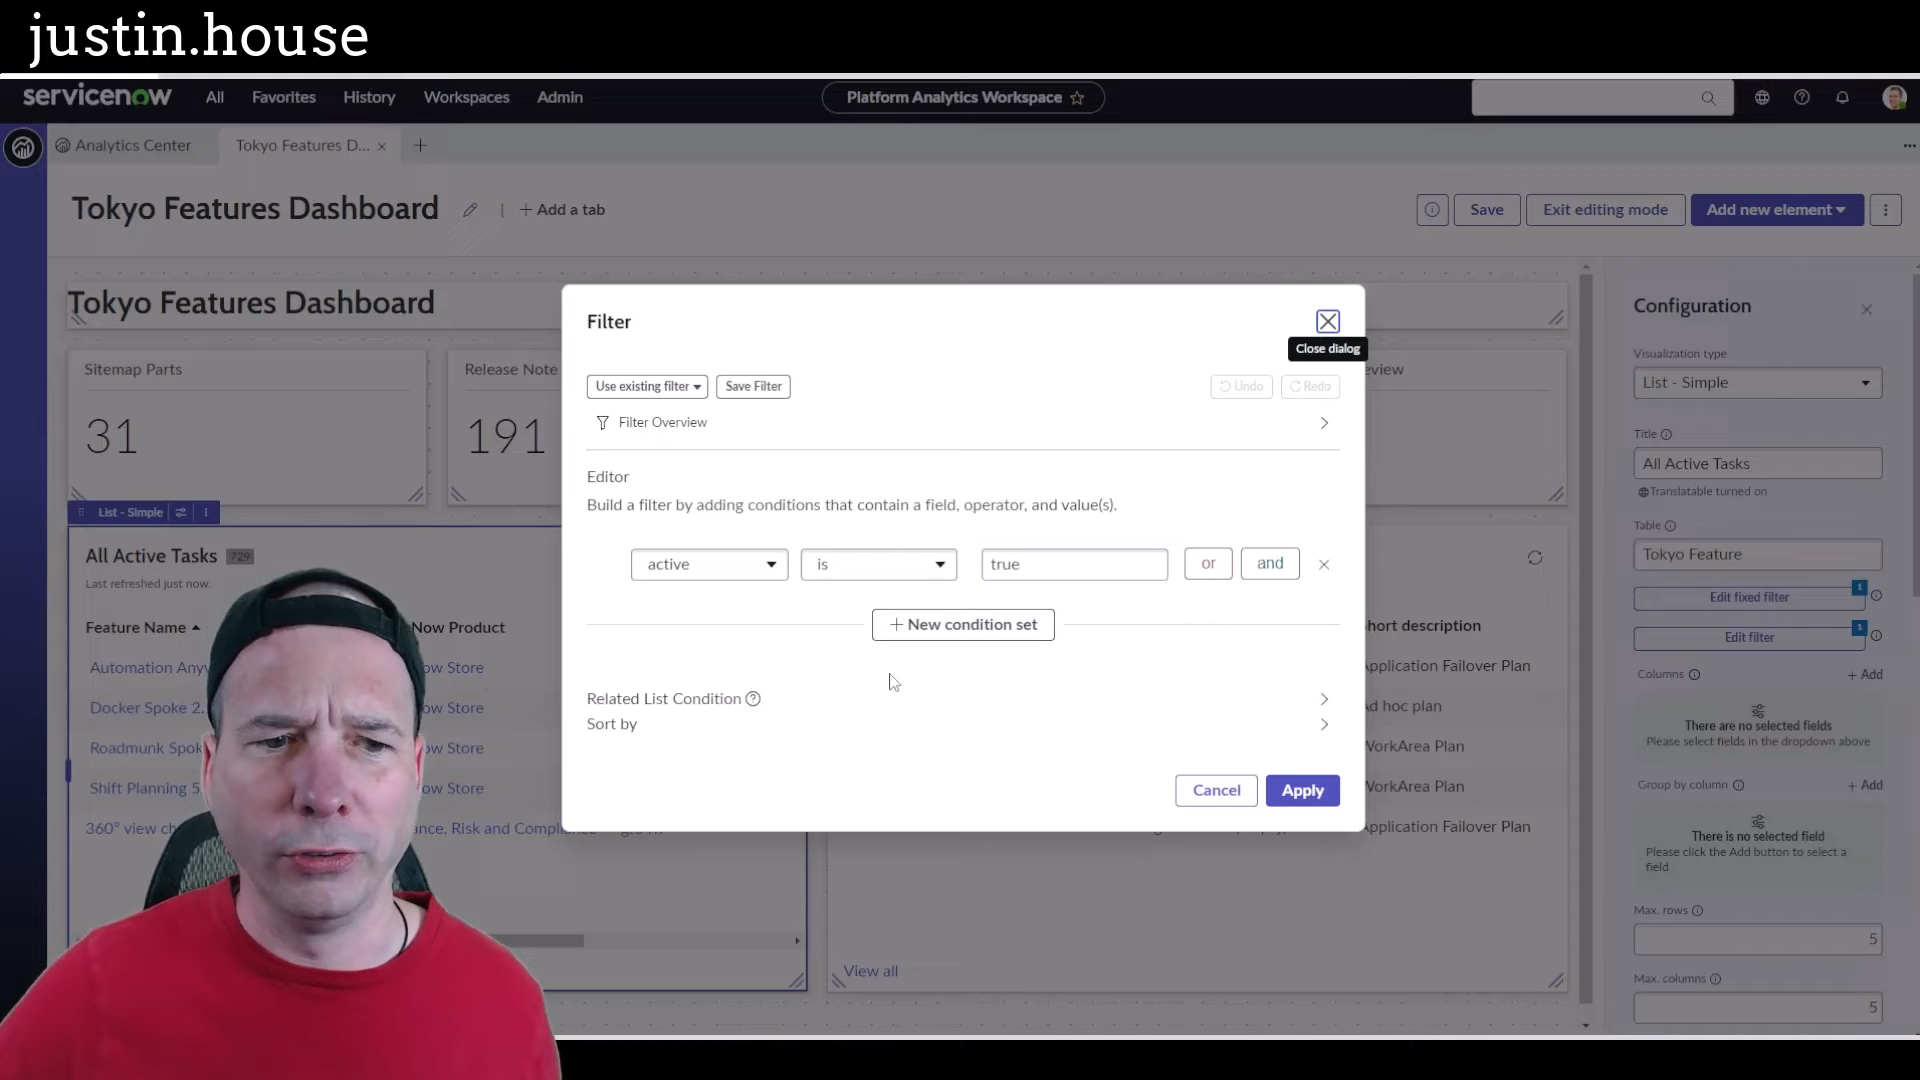 justin.house
servicenow
All
Favorites
History
Workspaces
Admin
Platform Analytics Workspace
Analytics Center
Tokyo Features D...
Tokyo Features Dashboard
Add a tab
Save
Exit editing mode
Add new element
Tokyo Features Dashboard
Sitemap Parts
31
Release Note
191
List - Simple
All Active Tasks 729
Last refreshed just now.
Feature Name
Now Product
Automation Any
ow Store
Docker Spoke 2.
ow Store
Roadmunk Spok
ow Store
Shift Planning 5
ow Store
360° view ch
Filter
Close dialog
Use existing filter
Save Filter
Undo
Redo
Filter Overview
Editor
Build a filter by adding conditions that contain a field, operator, and value(s).
active
is
true
or
and
New condition set
Related List Condition
Sort by
Cancel
Apply
hort description
Application Failover Plan
Ad hoc plan
WorkArea Plan
WorkArea Plan
Application Failover Plan
View all
Configuration
Visualization type
List - Simple
Title
All Active Tasks
Translatable turned on
Table
Tokyo Feature
Edit fixed filter
1
Edit filter
1
Columns
+ Add
There are no selected fields
Please select fields in the dropdown above
Group by column
+ Add
There is no selected field
Please click the Add button to select a
field
Max. rows
5
Max. columns
5